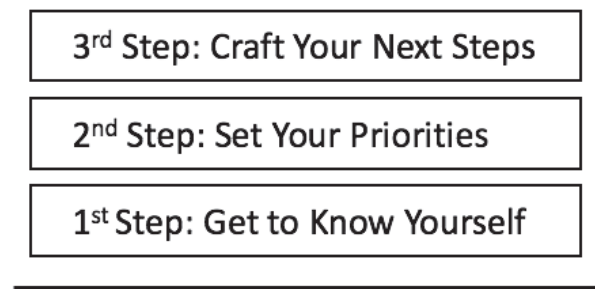 3rd Step: Craft Your Next Steps
2nd Step: Set Your Priorities
1st Step: Get to Know Yourself